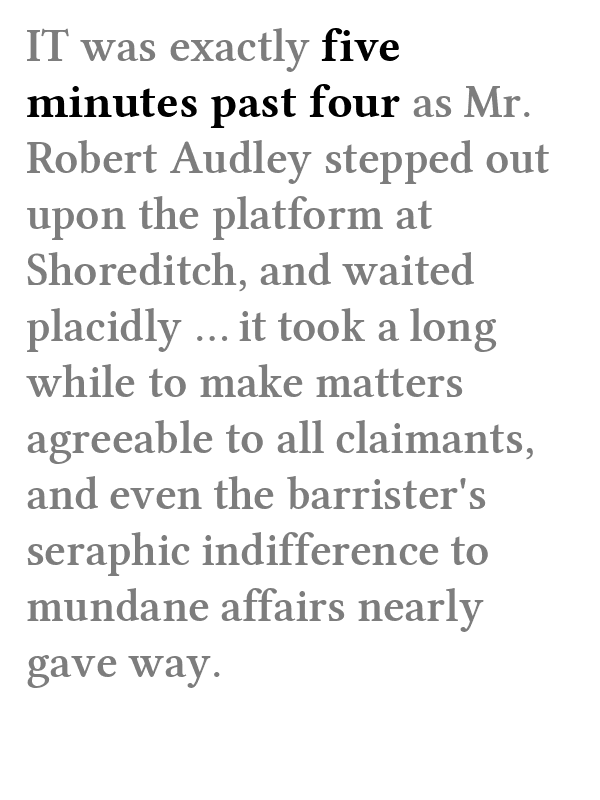 IT was exactly five
minutes past four as Mr.
Robert Audley stepped out
upon the platform at
Shoreditch, and waited
placidly ... it took a long
while to make matters
agreeable to all claimants,
and even the barrister's
seraphic indifference to
mundane affairs nearly
gave way.